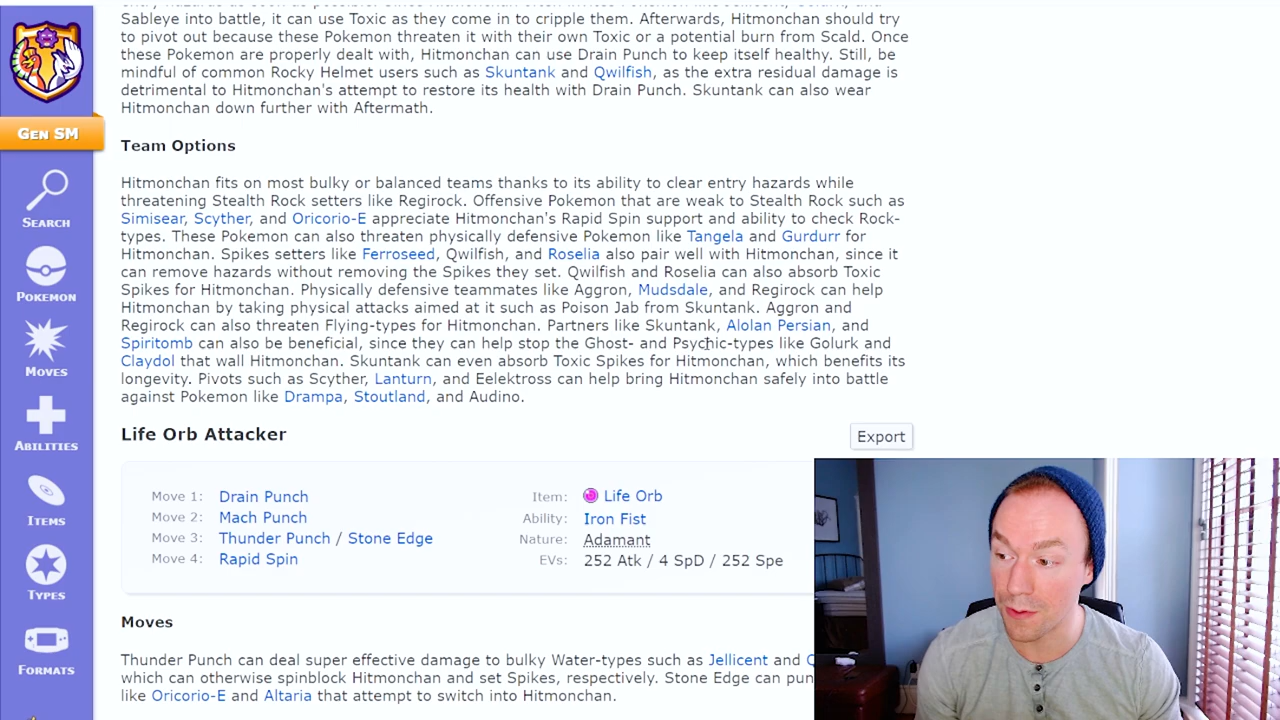 Sableye into battle, it can use Toxic as they come in to cripple them. Afterwards, Hitmonchan should try
to pivot out because these Pokemon threaten it with their own Toxic or a potential burn from Scald. Once
these Pokemon are properly dealt with, Hitmonchan can use Drain Punch to keep itself healthy. Still, be
mindful of common Rocky Helmet users such as Skuntank and Qwilfish, as the extra residual damage is
detrimental to Hitmonchan's attempt to restore its health with Drain Punch. Skuntank can also wear
Hitmonchan down further with Aftermath.
GEN SM
Team Options
SEARCH
POKEMON
MOVES
ABILITIES
ITEMS
TYPES
FORMATS
Hitmonchan fits on most bulky or balanced teams thanks to its ability to clear entry hazards while
threatening Stealth Rock setters like Regirock. Offensive Pokemon that are weak to Stealth Rock such as
Simisear, Scyther, and Oricorio-E appreciate Hitmonchan's Rapid Spin support and ability to check Rock-
types. These Pokemon can also threaten physically defensive Pokemon like Tangela and Gurdurr for
Hitmonchan. Spikes setters like Ferroseed, Qwilfish, and Roselia also pair well with Hitmonchan, since it
can remove hazards without removing the Spikes they set. Qwilfish and Roselia can also absorb Toxic
Spikes for Hitmonchan. Physically defensive teammates like Aggron, Mudsdale, and Regirock can help
Hitmonchan by taking physical attacks aimed at it such as Poison Jab from Skuntank. Aggron and
Regirock can also threaten Flying-types for Hitmonchan. Partners like Skuntank, Alolan Persian, and
Spiritomb can also be beneficial, since they can help stop the Ghost- and Psychic-types like Golurk and
Claydol that wall Hitmonchan. Skuntank can even absorb Toxic Spikes for Hitmonchan, which benefits its
longevity. Pivots such as Scyther, Lanturn, and Eelektross can help bring Hitmonchan safely into battle
against Pokemon like Drampa, Stoutland, and Audino.
Life Orb Attacker
Export
Move 1: Drain Punch
Move 2: Mach Punch
Move 3: Thunder Punch / Stone Edge
Move 4: Rapid Spin
Item: Life Orb
Ability: Iron Fist
Nature: Adamant
EVs: 252 Atk / 4 SpD / 252 Spe
Moves
Thunder Punch can deal super effective damage to bulky Water-types such as Jellicent and
which can otherwise spinblock Hitmonchan and set Spikes, respectively. Stone Edge can
like Oricorio-E and Altaria that attempt to switch into Hitmonchan.